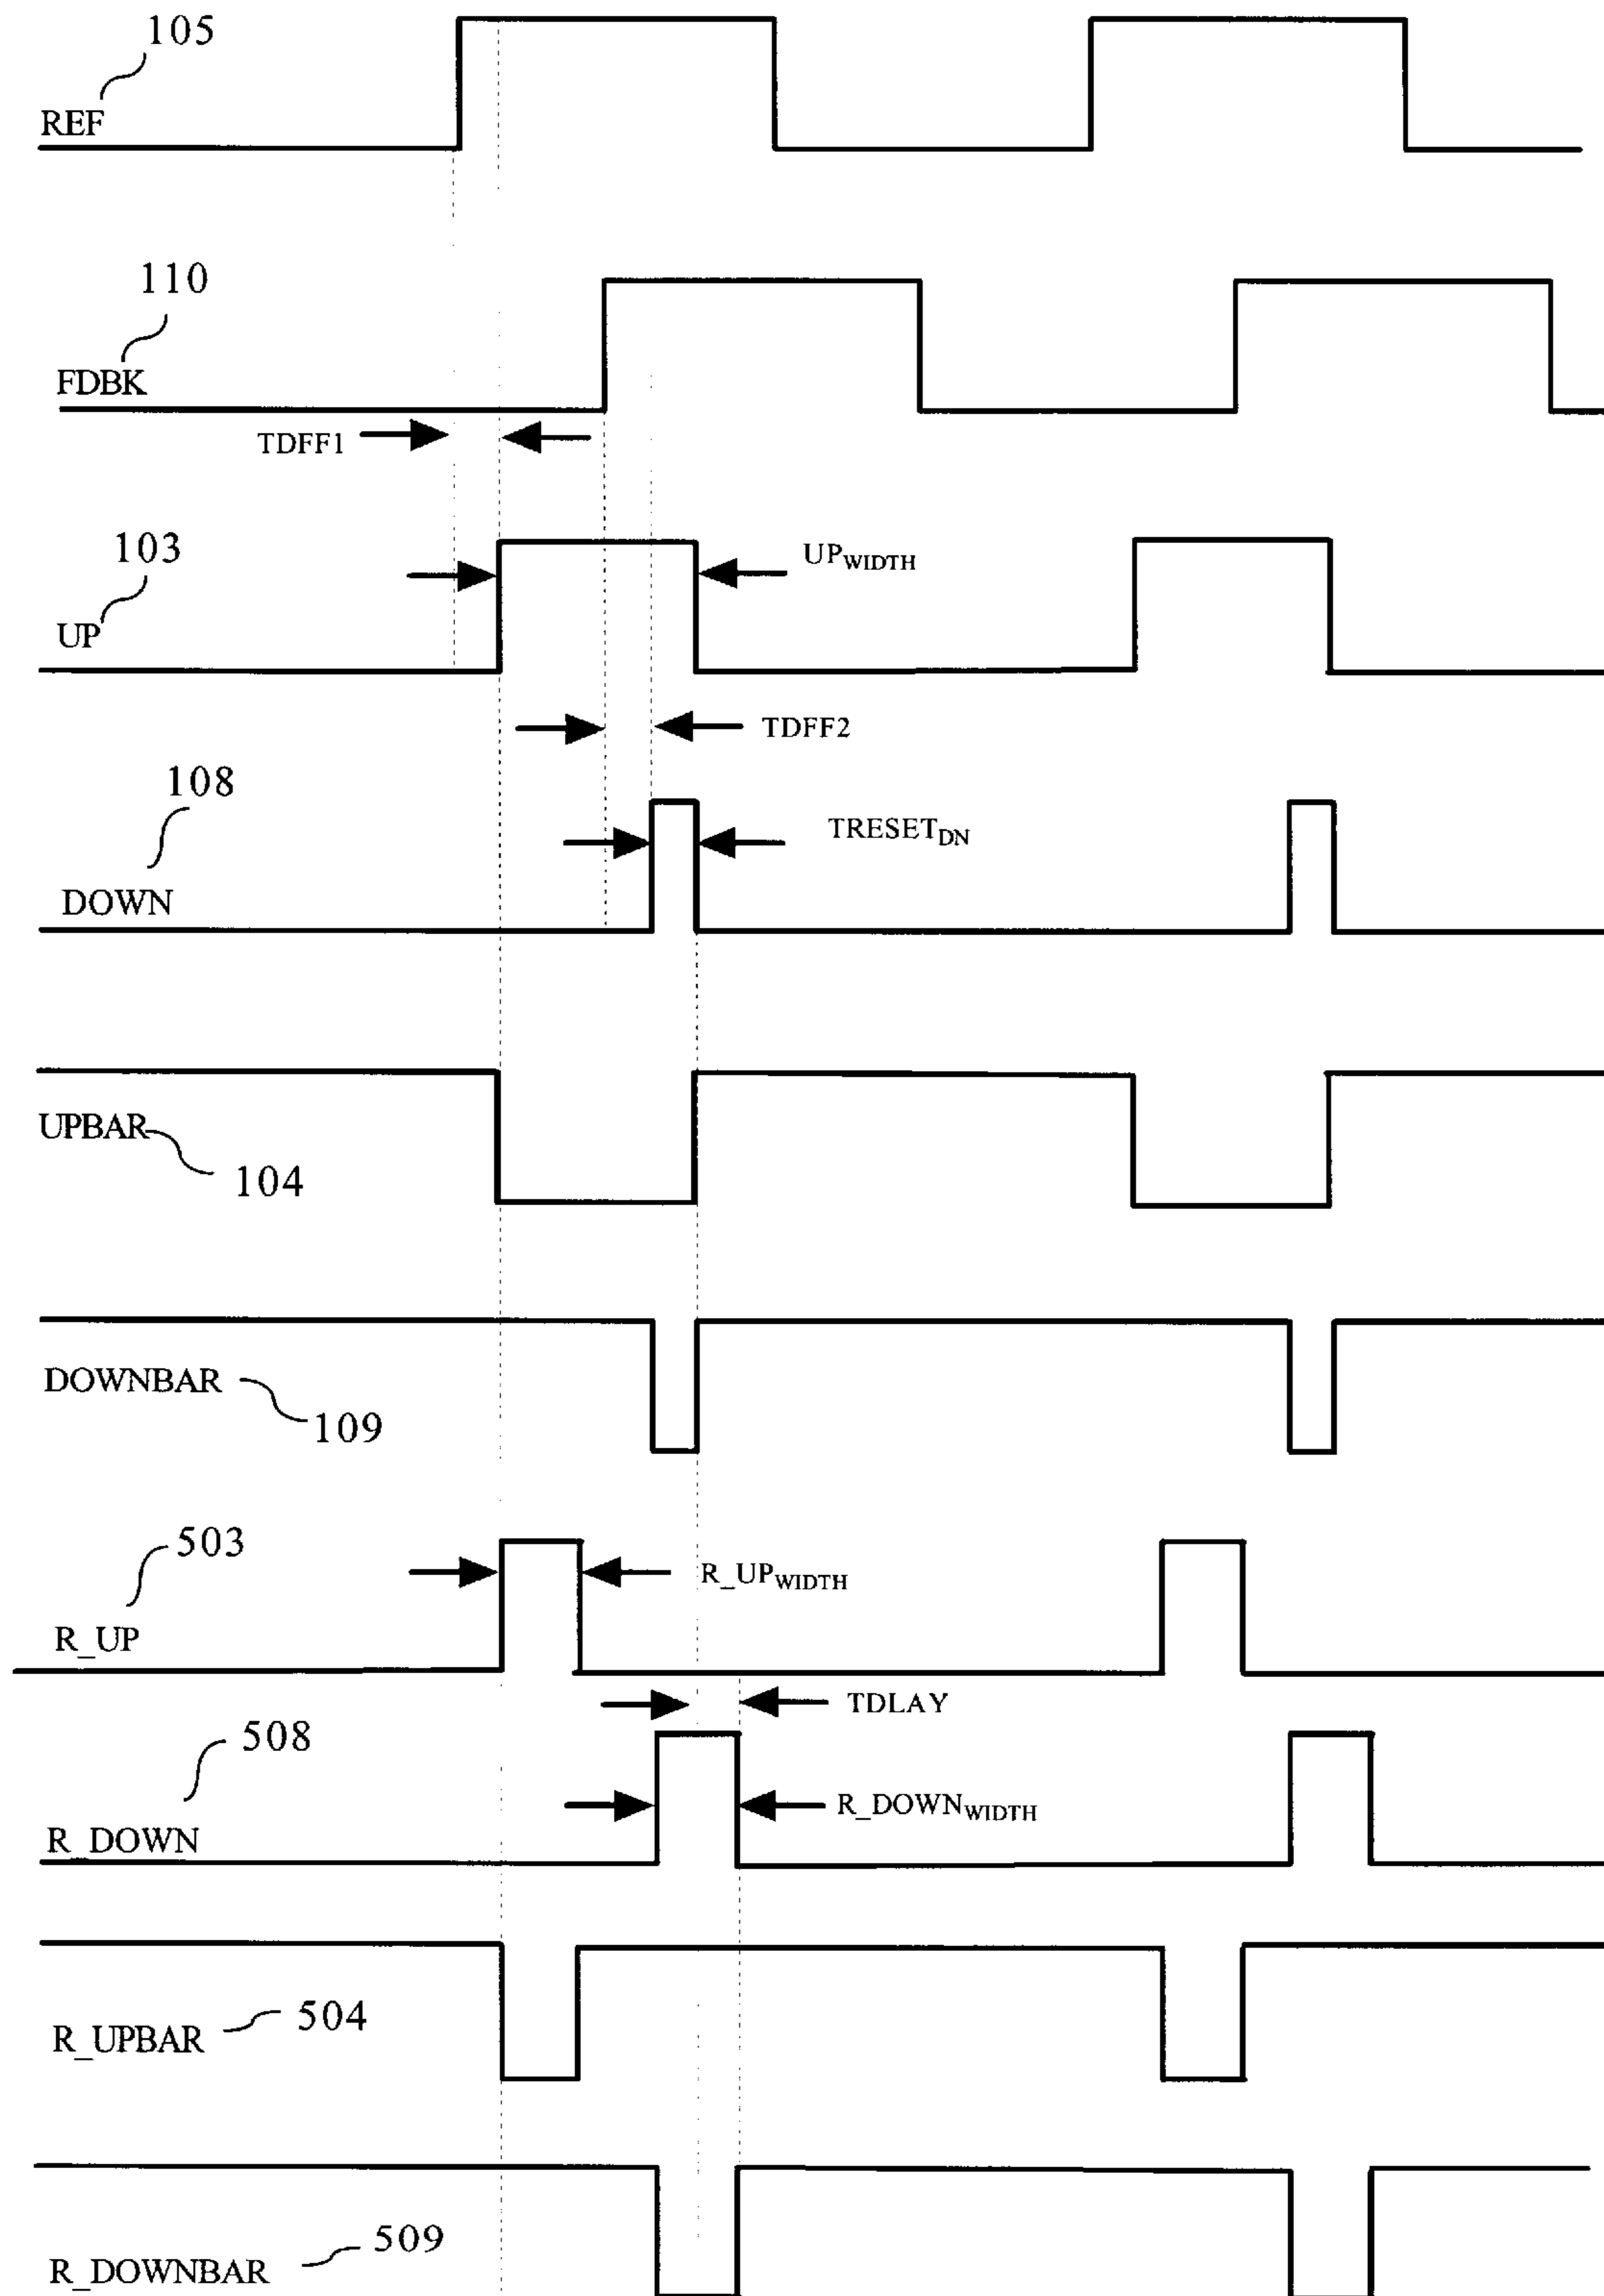 105
REF
110
FDBK
TDFF1
103
UP
UPWIDTH
TDFF2
108
DOWN
TRESETDN
UPBAR
104
DOWNBAR
109
503
R_UP
R_UPWIDTH
TDLAY
508
R_DOWN
R_DOWNWIDTH
504
R_UPBAR
509
R_DOWNBAR